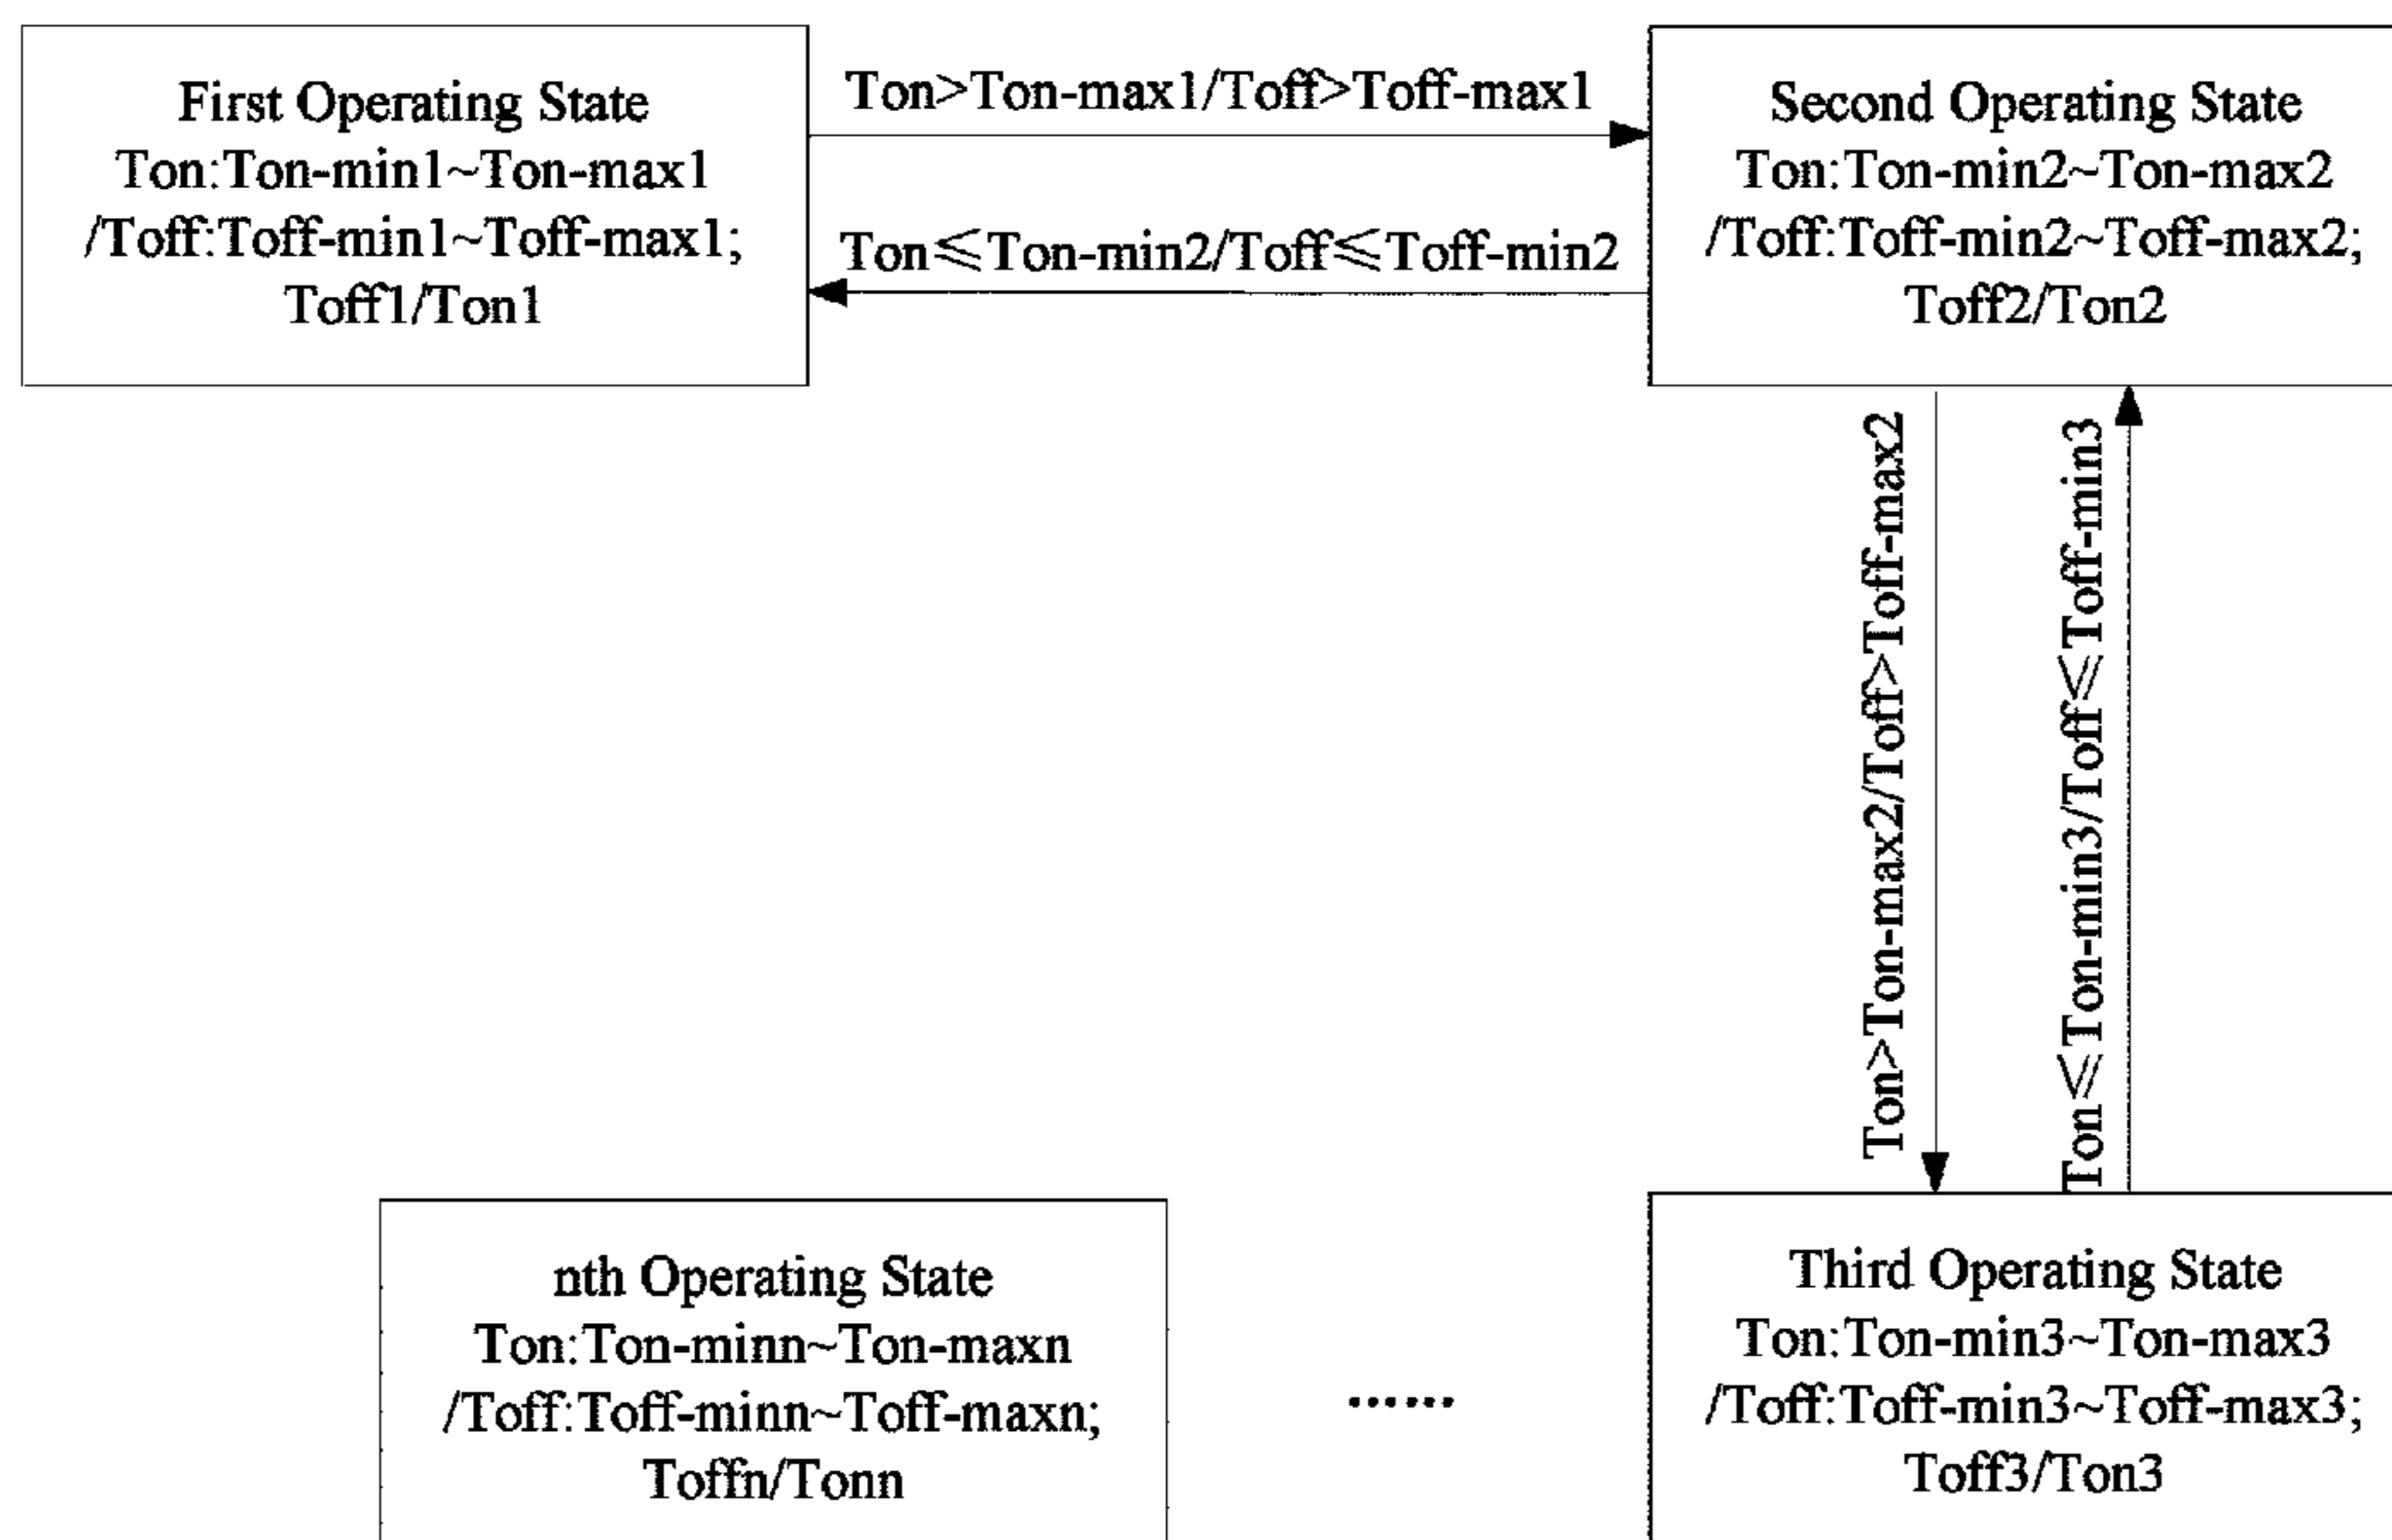 First Operating State
Ton:Ton-min1~Ton-max1
/Toff:Toff-min1~Toff-max1;
Toff1/Ton1
Ton>Ton-max1/Toff>Toff-max1
Ton≤Ton-min2/Toff≤Toff-min2
Second Operating State
Ton:Ton-min2~Ton-max2
/Toff:Toff-min2~Toff-max2;
Toff2/Ton2
Ton>Ton-max2/Toff>Toff-max2
Ton≤Ton-min3/Toff≤Toff-min3
nth Operating State
Ton:Ton-minn~Ton-maxn
/Toff:Toff-minn~Toff-maxn;
Toffn/Tonn
......
Third Operating State
Ton:Ton-min3~Ton-max3
/Toff:Toff-min3~Toff-max3;
Toff3/Ton3